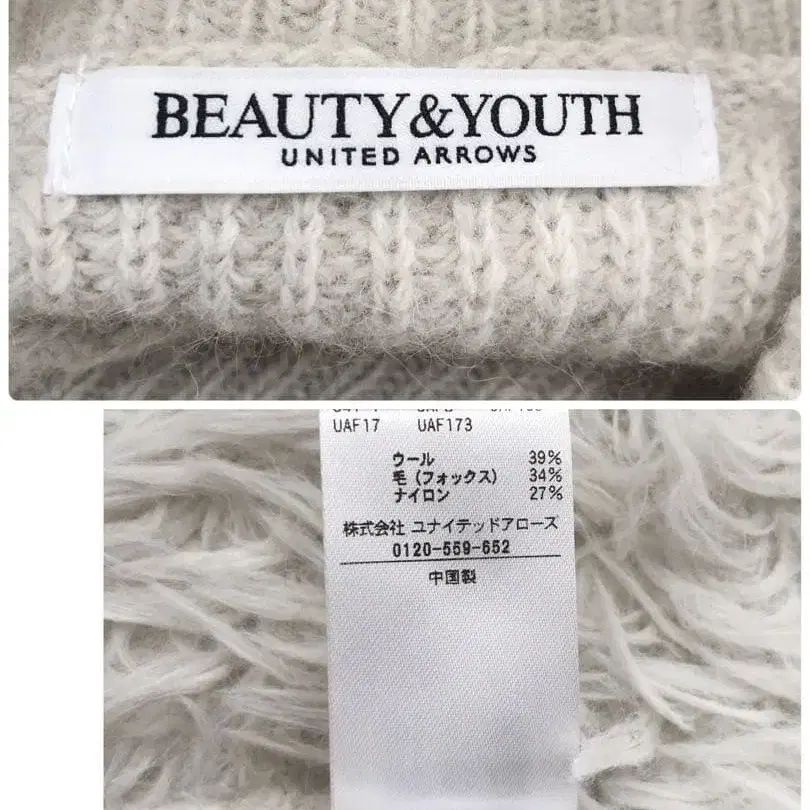 BEAUTY&YOUTH
UNITED ARROWS
UAF17 UAF173
ウール 39%
毛(フォックス) 34%
ナイロン 27%
株式会社 ユナイテッドアローズ
0120-559-652
中国製